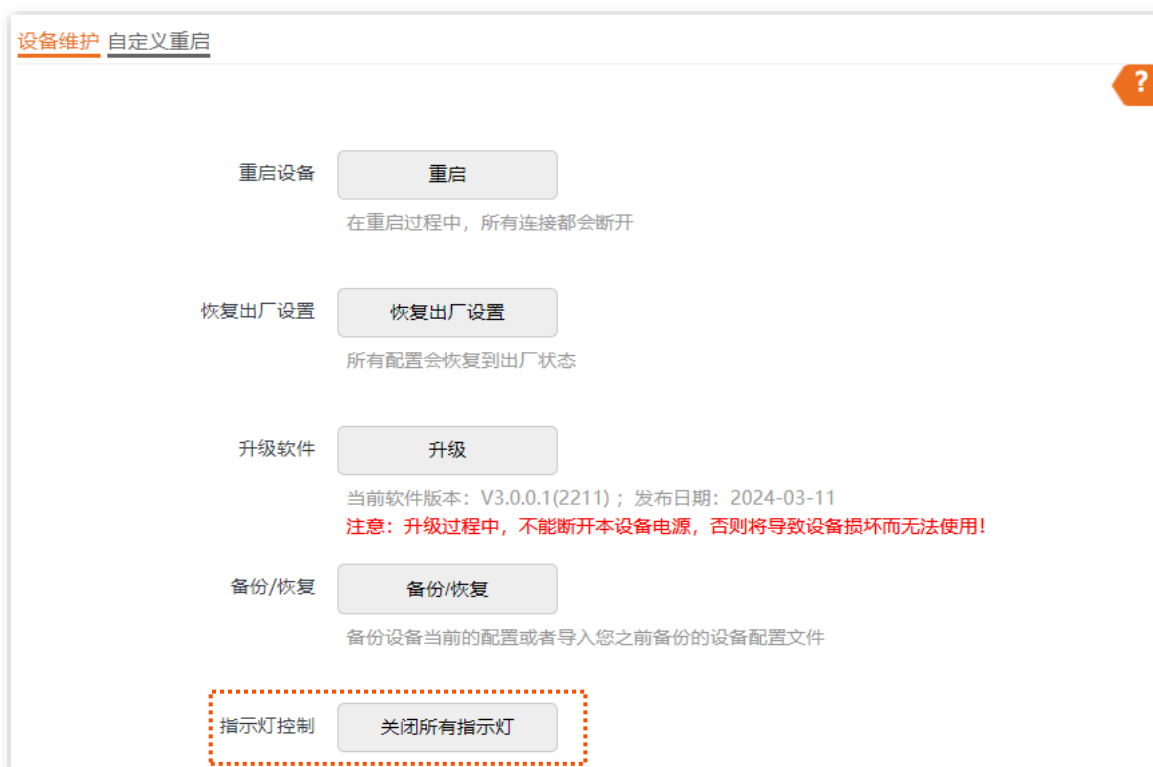 设备维护 自定义重启
?
重启设备 重启
在重启过程中，所有连接都会断开
恢复出厂设置 恢复出厂设置
所有配置会恢复到出厂状态
升级软件 升级
当前软件版本：V3.0.0.1(2211)；发布日期：2024-03-11
注意：升级过程中，不能断开本设备电源，否则将导致设备损坏而无法使用！
备份/恢复 备份/恢复
备份设备当前的配置或者导入您之前备份的设备配置文件
指示灯控制 关闭所有指示灯